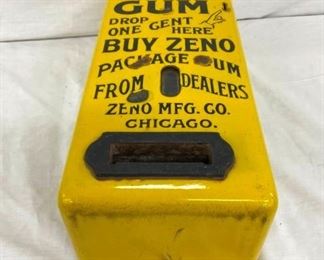 GUM
DROP CENT
ONE HERE
BUY ZENO
PACKAGE GUM
FROM DEALERS
ZENO MFG. CO.
CHICAGO.